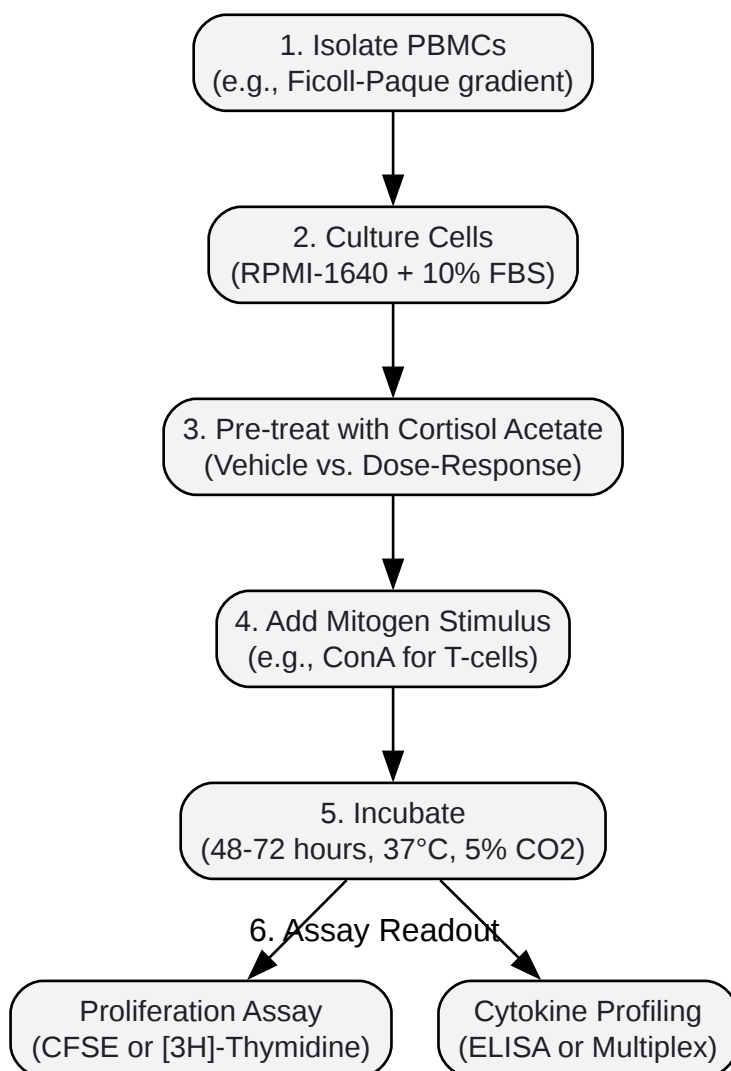 1. Isolate PBMCs
(e.g., Ficoll-Paque gradient)
2. Culture Cells
(RPMI-1640 + 10% FBS)
3. Pre-treat with Cortisol Acetate
(Vehicle vs. Dose-Response)
4. Add Mitogen Stimulus
(e.g., ConA for T-cells)
5. Incubate
(48-72 hours, 37°C, 5% CO2)
6. Assay Readout
Proliferation Assay
(CFSE or [3H]-Thymidine)
Cytokine Profiling
(ELISA or Multiplex)